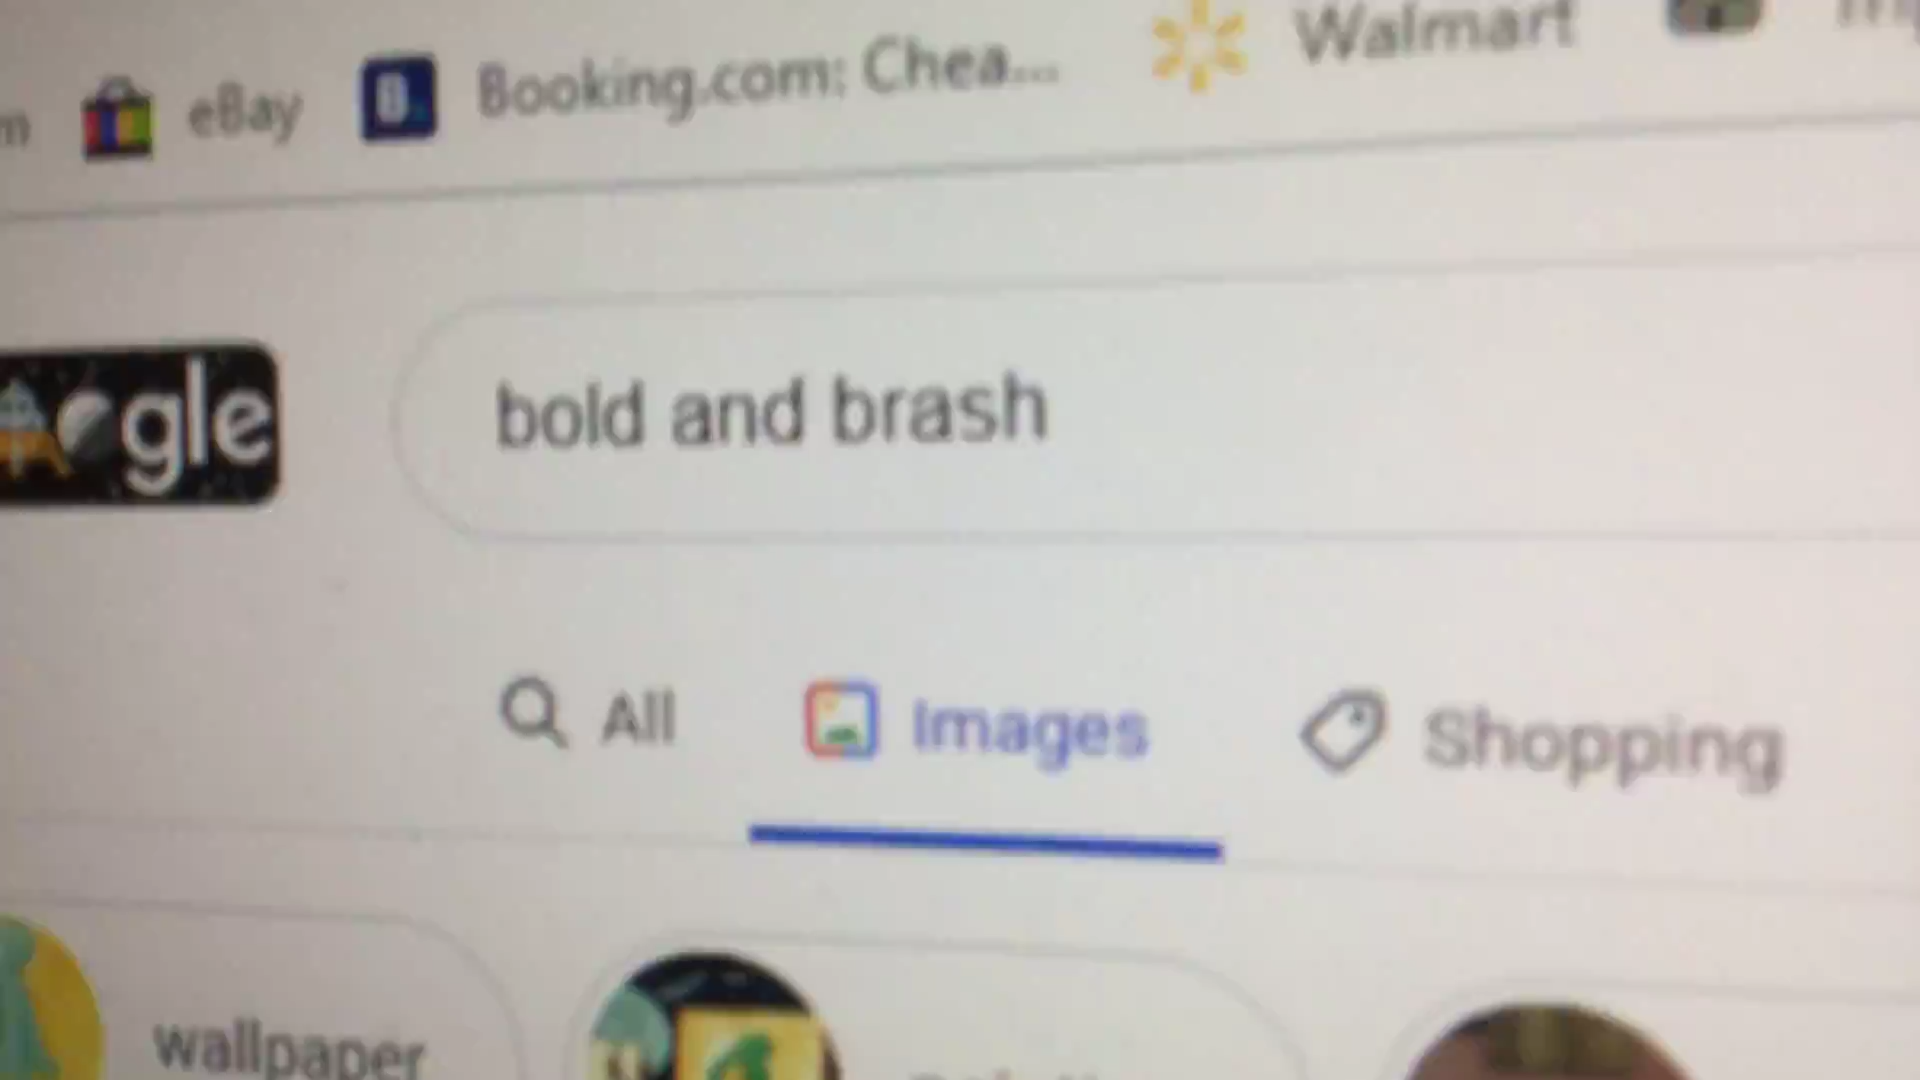 eBay B. Booking.com: Chea... Walmart
gle bold and brash
All Images Shopping
wallpaper